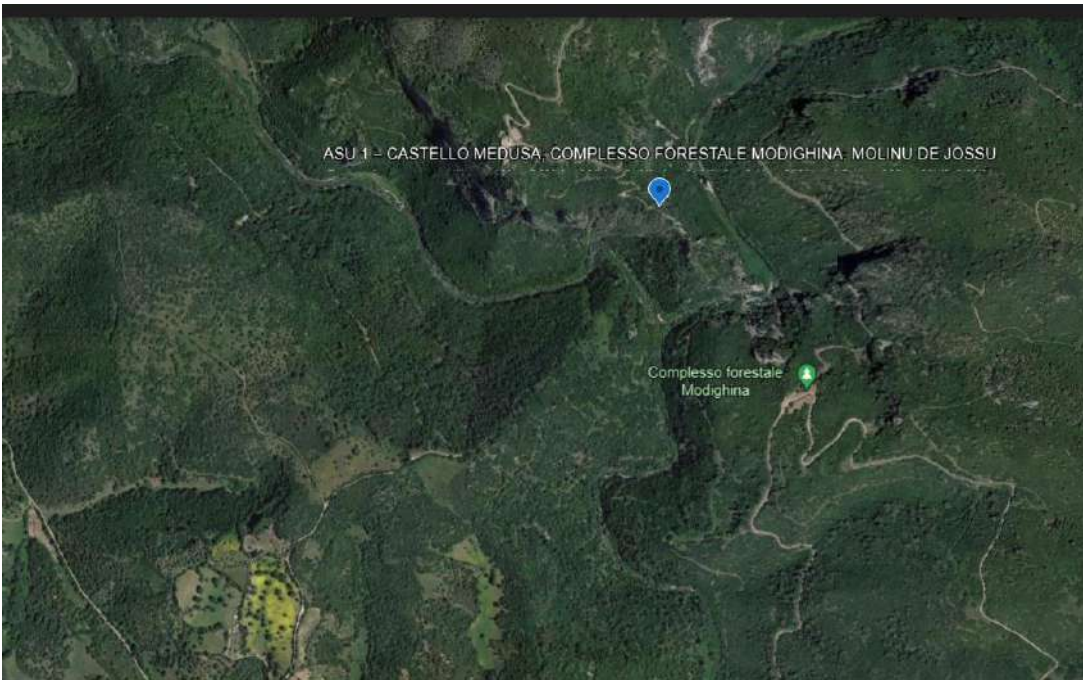 ASU 1 – CASTELLO MEDUSA, COMPLESSO FORESTALE MODIGHINA, MOLINU DE JOSSU
Complesso forestale
Modighina